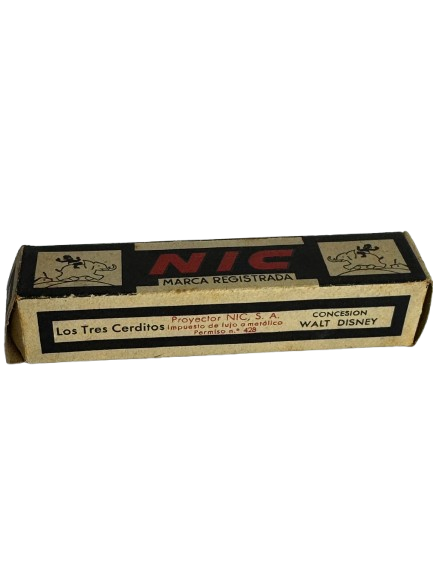 NIC
MARCA REGISTRADA
Los Tres Cerditos
Proyector NIC, S. A.
Impuesto de lujo a metálico
Permiso n.º 428
CONCESION
WALT DISNEY